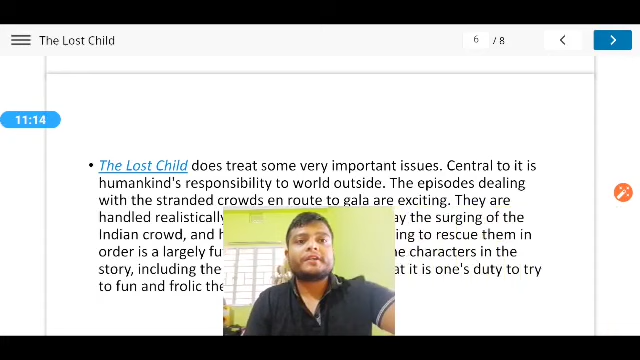 The Lost Child
6 / 8
11:14
• The Lost Child does treat some very important issues. Central to it is
humankind's responsibility to world outside. The episodes dealing
with the stranded crowds en route to gala are exciting. They are
handled realistically ay the surging of the
Indian crowd, and h ing to rescue them in
order is a largely fu ne characters in the
story, including the at it is one's duty to try
to fun and frolic the